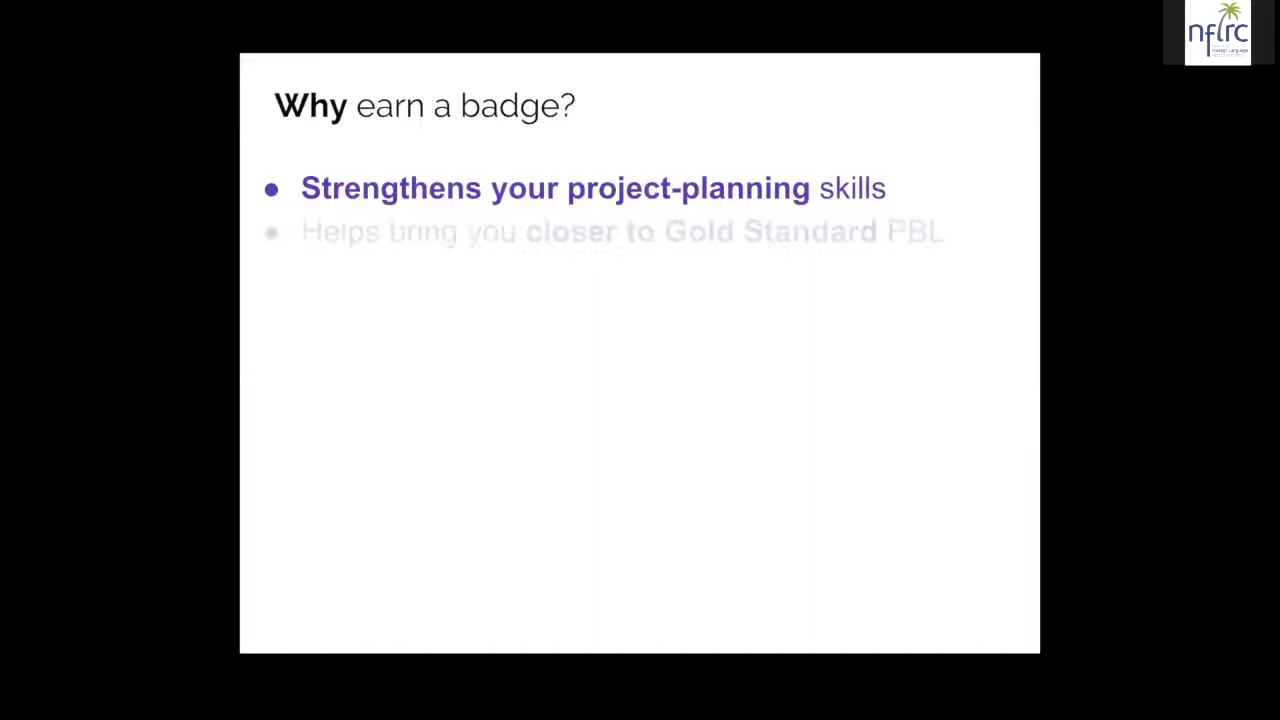 nflrc
Why earn a badge?
● Strengthens your project-planning skills
● Helps bring you closer to Gold Standard PBL